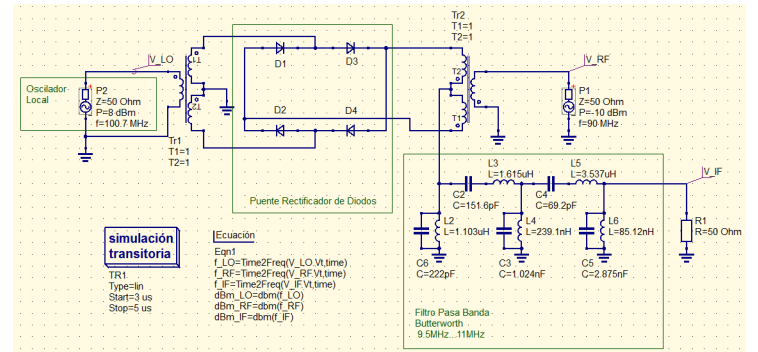 Tr2
T1=1
T2=1
V_LO
T1
D1
D3
T2
V_RF
Oscilador
Local
P2
Z=50 Ohm
P=8 dBm
f=100.7 MHz
P1
Z=50 Ohm
P=-10 dBm
f=90 MHz
T2
D2
D4
T1
Tr1
T1=1
T2=1
Puente Rectificador de Diodos
L3
L=1.615uH
L5
L=3.537uH
V_IF
C2
C=151.6pF
C4
C=69.2pF
L2
L=1.103uH
L4
L=239.1nH
L6
L=85.12nH
R1
R=50 Ohm
C6
C=222pF
C3
C=1.024nF
C5
C=2.875nF
simulación
transitoria
TR1
Type=lin
Start=3 us
Stop=5 us
Ecuación
Eqn1
f_LO=Time2Freq(V_LO.Vt,time)
f_RF=Time2Freq(V_RF.Vt,time)
f_IF=Time2Freq(V_IF.Vt,time)
dBm_LO=dbm(f_LO)
dBm_RF=dbm(f_RF)
dBm_IF=dbm(f_IF)
Filtro Pasa Banda
Butterworth
9.5MHz...11MHz